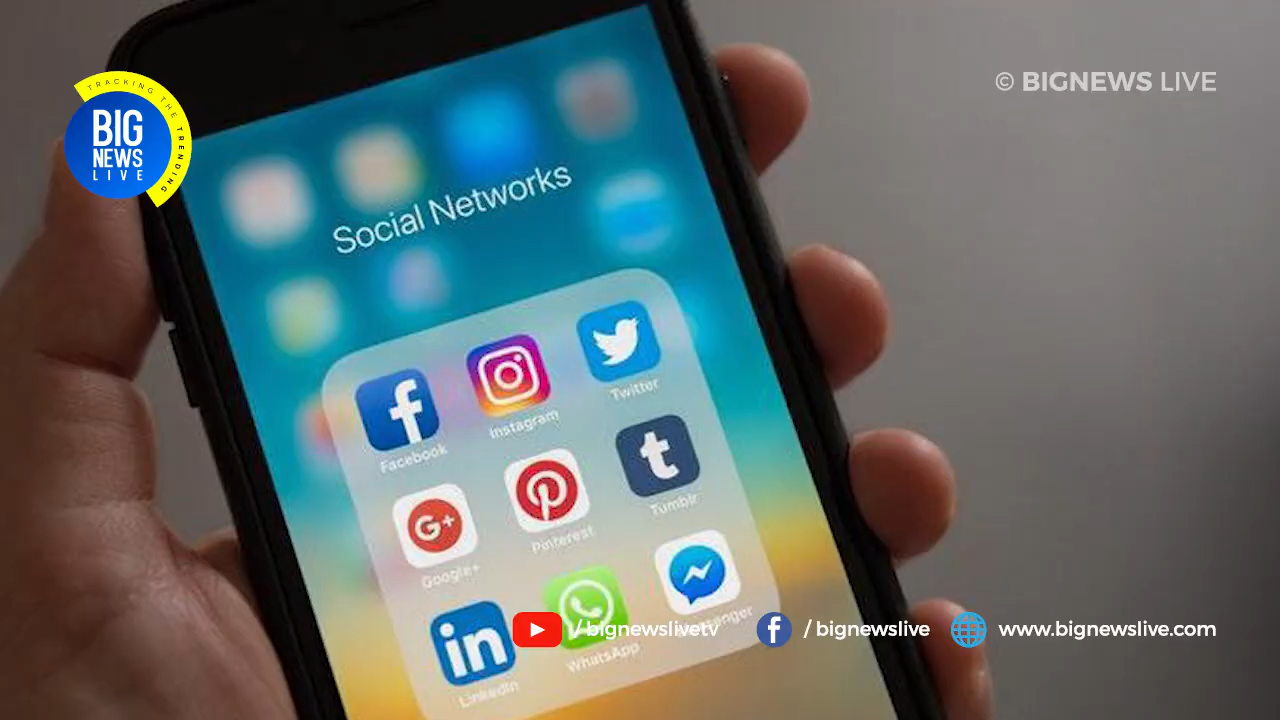 TRACKING THE TRENDING
BIG
NEWS
LIVE
© BIGNEWS LIVE
Social Networks
Facebook
Instagram
Twitter
Google+
Pinterest
Tumblr
LinkedIn
WhatsApp
/ bignewslivetv
/ bignewslive
www.bignewslive.com